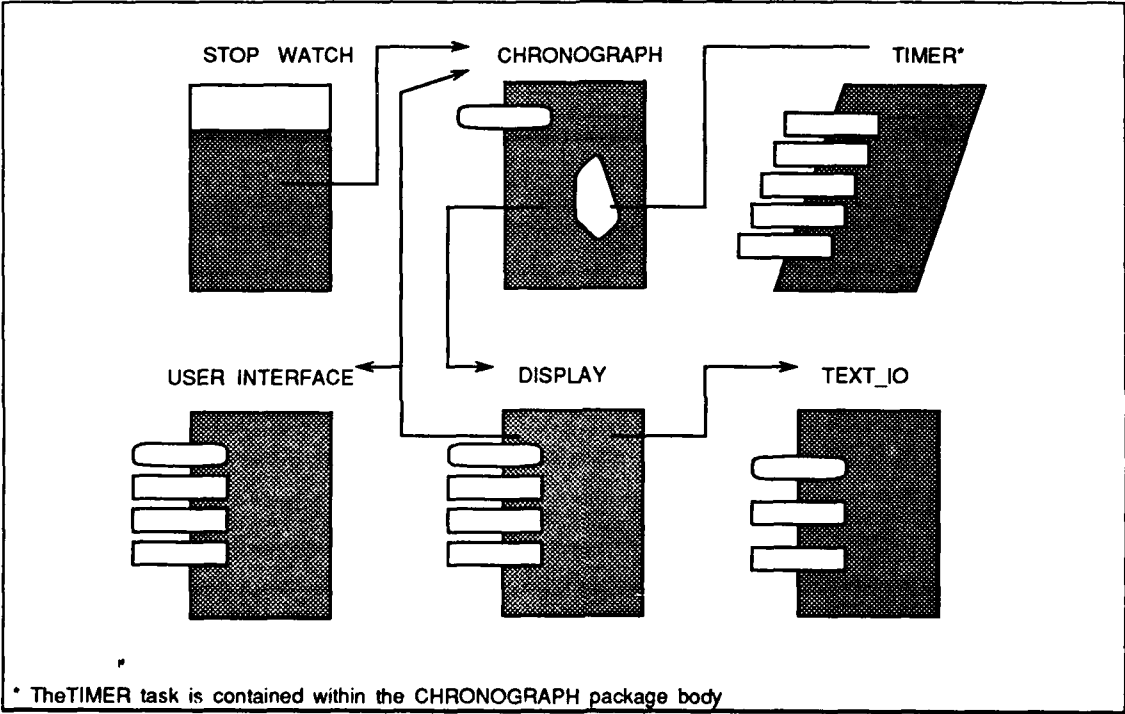 STOP WATCH
CHRONOGRAPH
TIMER*
USER INTERFACE
DISPLAY
TEXT_IO
* TheTIMER task is contained within the CHRONOGRAPH package body